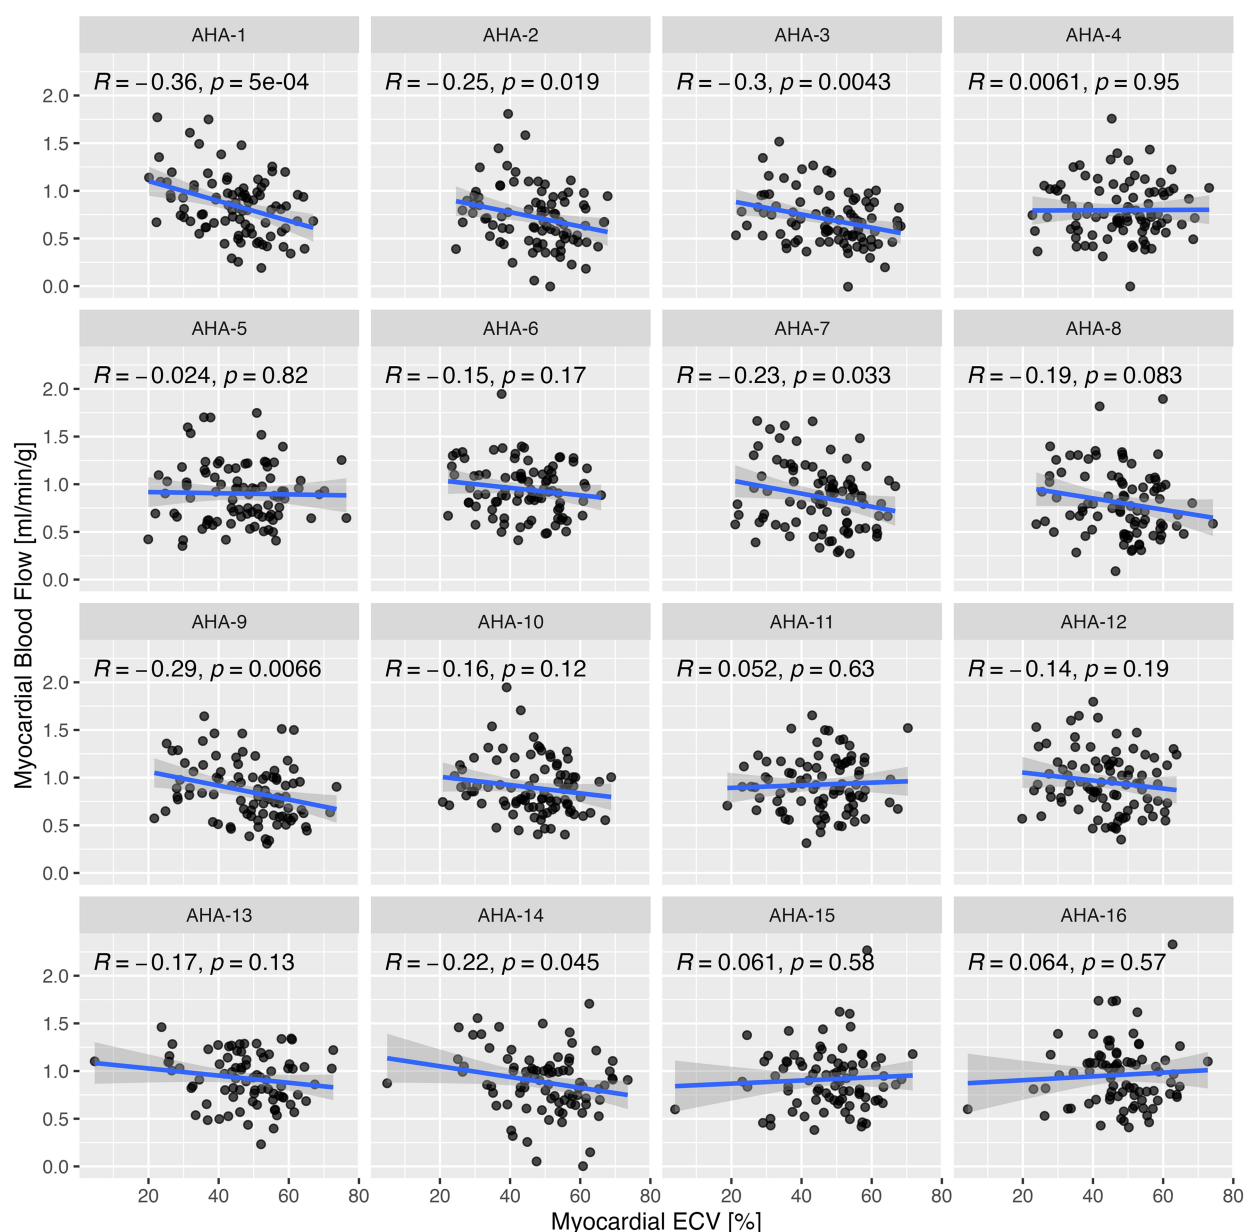 AHA-1 AHA-2 AHA-3 AHA-4
R = −0.36, p = 5e−04 R = −0.25, p = 0.019 R = −0.3, p = 0.0043 R = 0.0061, p = 0.95
2.0
1.5
1.0
0.5
0.0
AHA-5 AHA-6 AHA-7 AHA-8
R = −0.024, p = 0.82 R = −0.15, p = 0.17 R = −0.23, p = 0.033 R = −0.19, p = 0.083
2.0
1.5
1.0
0.5
0.0
Myocardial Blood Flow [ml/min/g]
AHA-9 AHA-10 AHA-11 AHA-12
R = −0.29, p = 0.0066 R = −0.16, p = 0.12 R = 0.052, p = 0.63 R = −0.14, p = 0.19
2.0
1.5
1.0
0.5
0.0
AHA-13 AHA-14 AHA-15 AHA-16
R = −0.17, p = 0.13 R = −0.22, p = 0.045 R = 0.061, p = 0.58 R = 0.064, p = 0.57
2.0
1.5
1.0
0.5
0.0
20 40 60 80 20 40 60 80 20 40 60 80 20 40 60 80
Myocardial ECV [%]